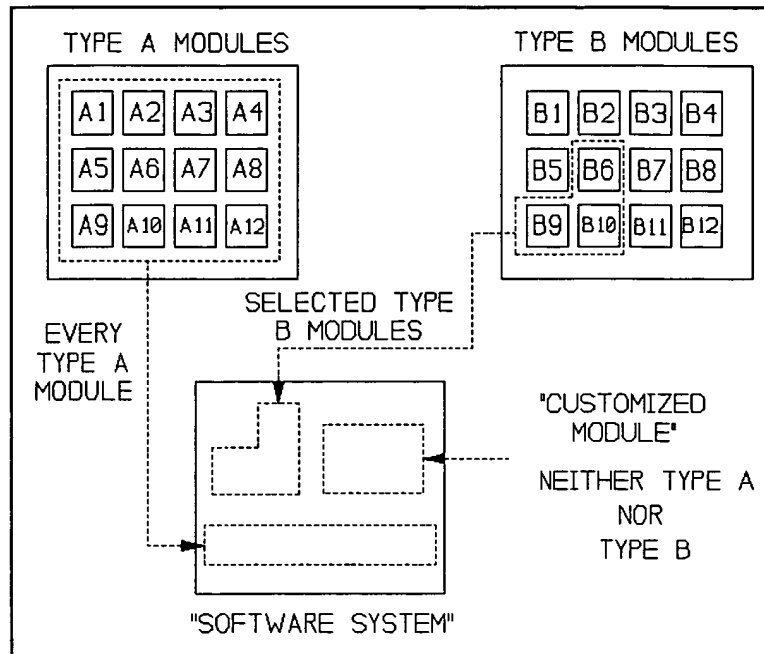 TYPE A MODULES
TYPE B MODULES
A1 A2 A3 A4
A5 A6 A7 A8
A9 A10 A11 A12
B1 B2 B3 B4
B5 B6 B7 B8
B9 B10 B11 B12
SELECTED TYPE
B MODULES
EVERY
TYPE A
MODULE
"CUSTOMIZED
MODULE"
NEITHER TYPE A
NOR
TYPE B
"SOFTWARE SYSTEM"